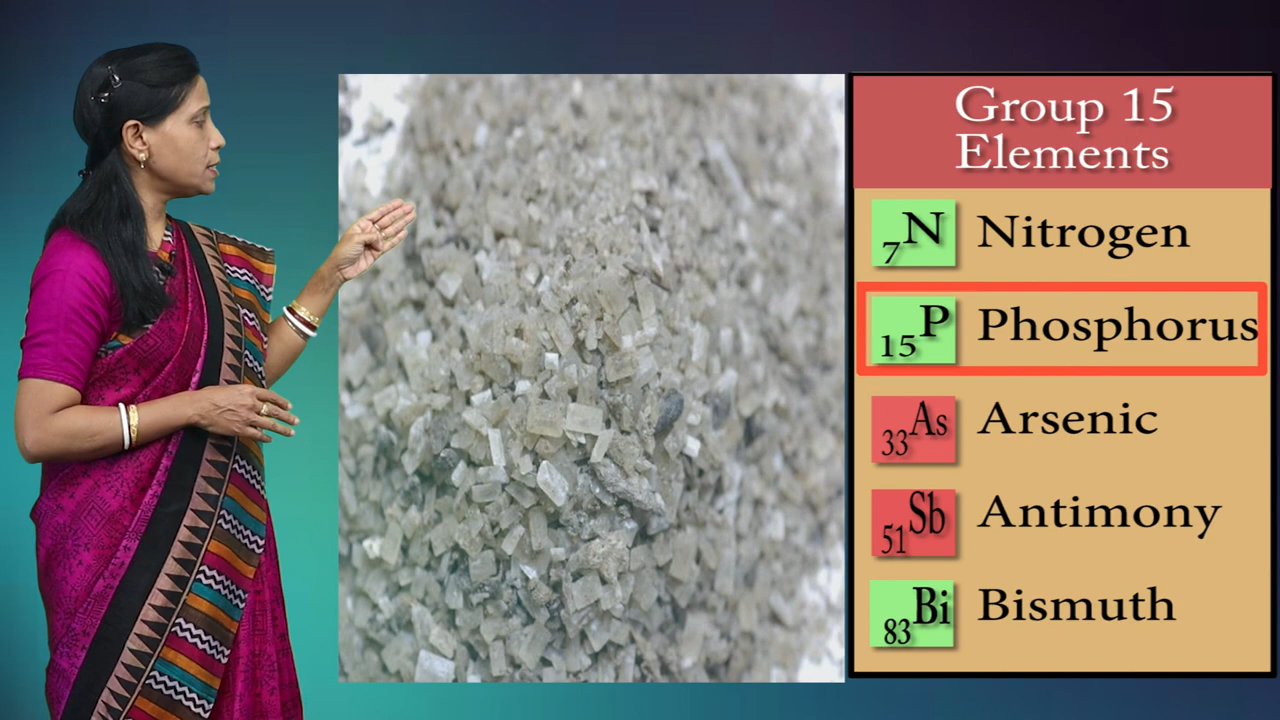 Group 15
Elements
7N Nitrogen
15P Phosphorus
33As Arsenic
51Sb Antimony
83Bi Bismuth